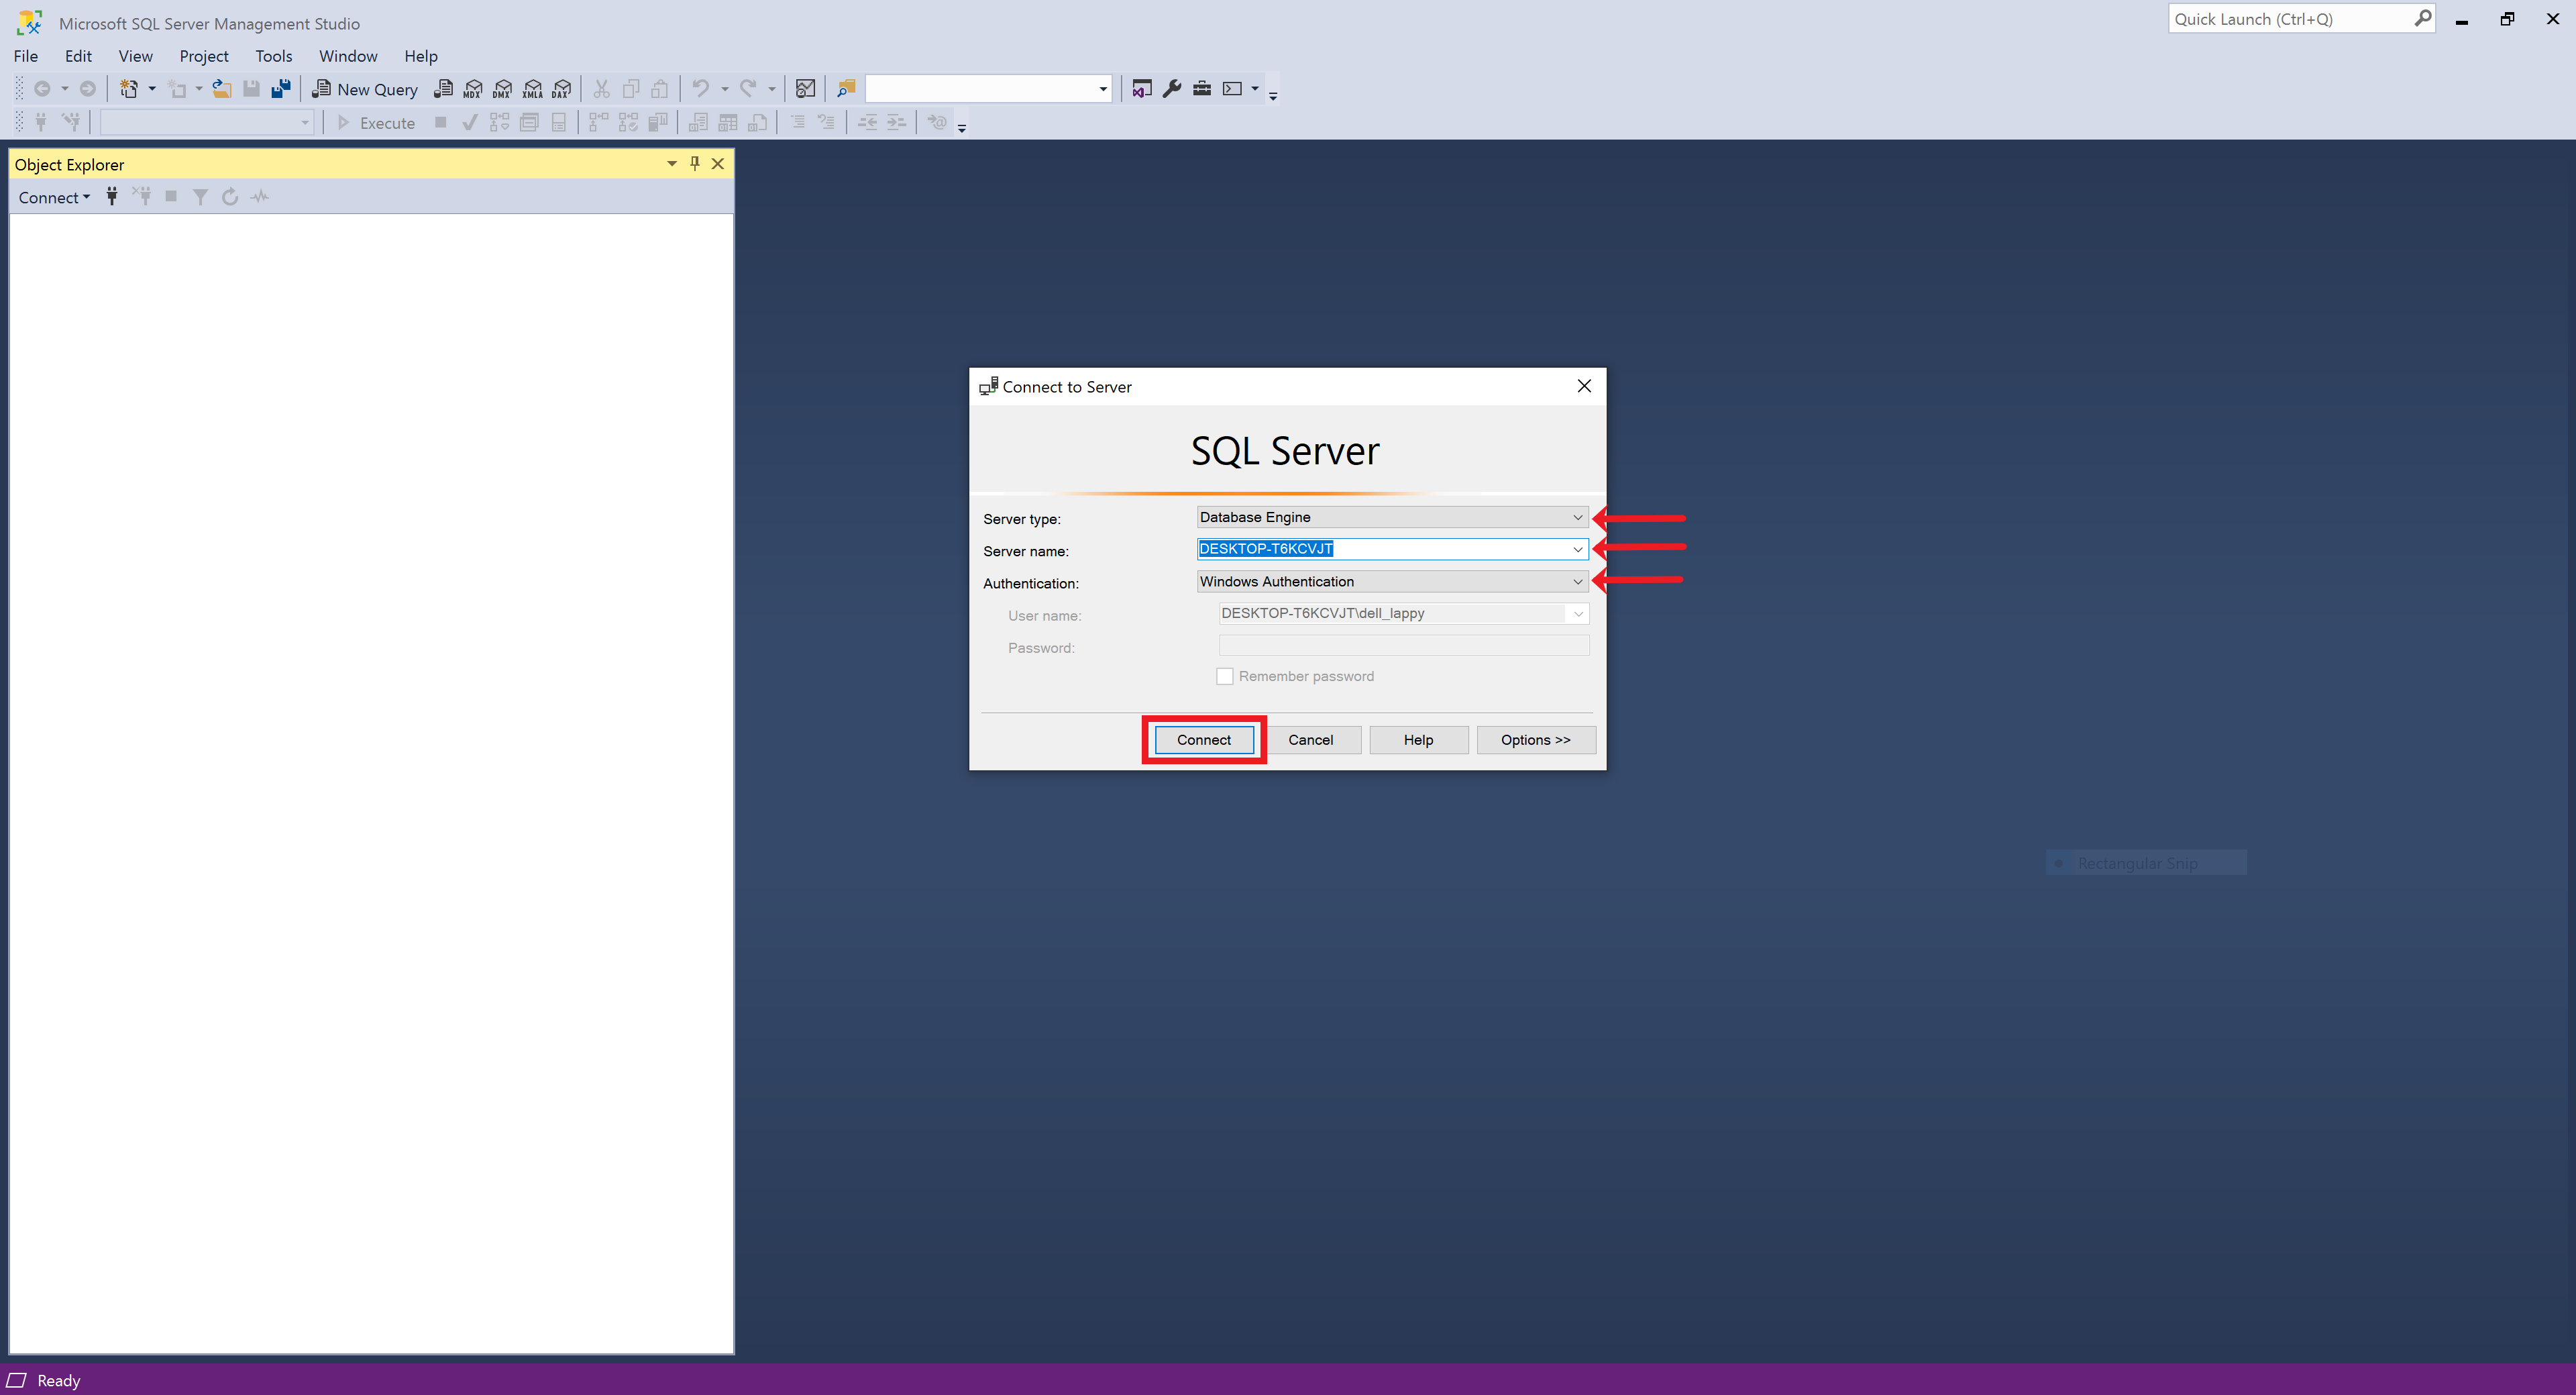 Microsoft SQL Server Management Studio
Quick Launch (Ctrl+Q)
File Edit View Project Tools Window Help
New Query MDX DMX XMLA DAX
Execute
Object Explorer
Connect
Connect to Server
SQL Server
Server type: Database Engine
Server name: DESKTOP-T6KCVJT
Authentication: Windows Authentication
User name: DESKTOP-T6KCVJT\dell_lappy
Password:
Remember password
Connect Cancel Help Options >>
Rectangular Snip
Ready